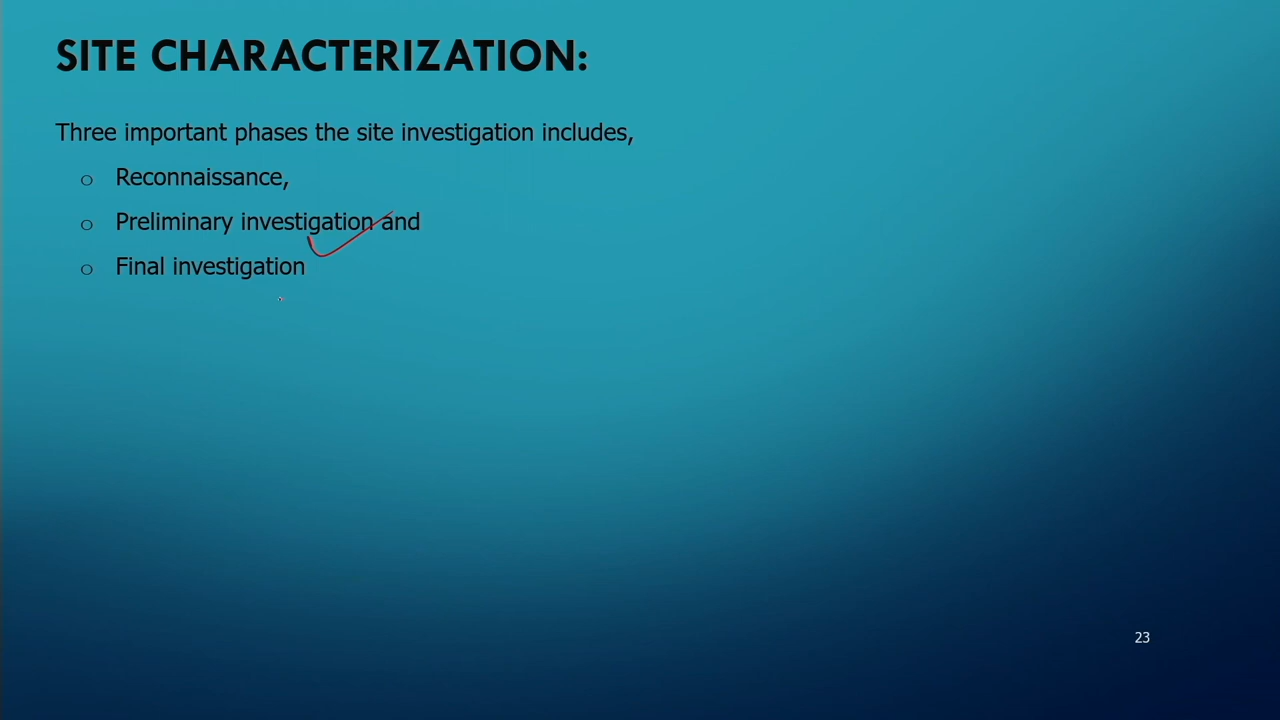 SITE CHARACTERIZATION:
Three important phases the site investigation includes,
o Reconnaissance,
o Preliminary investigation and
o Final investigation
23